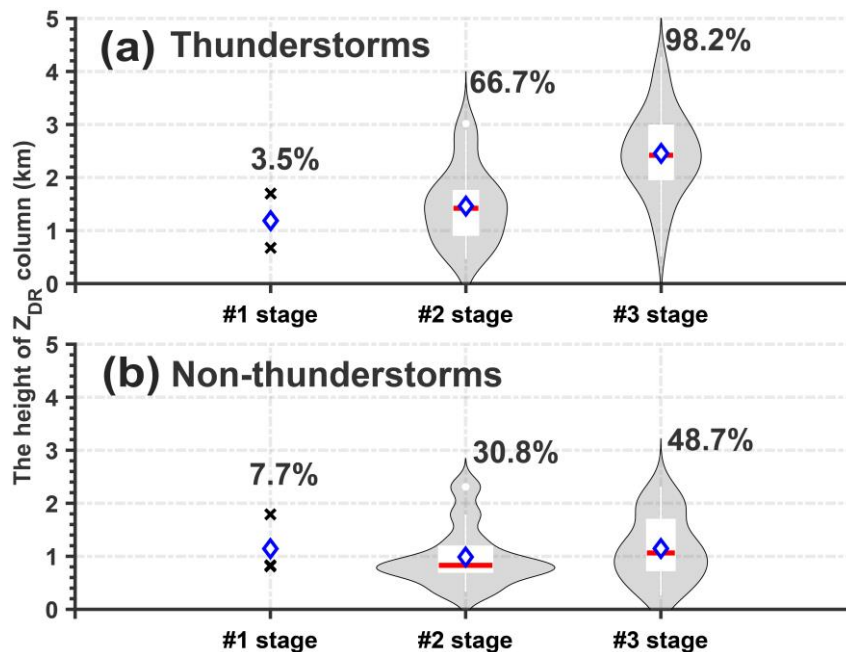 The height of Z_DR column (km)
(a) Thunderstorms
5
4
3
2
1
0
3.5%
66.7%
98.2%
#1 stage
#2 stage
#3 stage
(b) Non-thunderstorms
5
4
3
2
1
0
7.7%
30.8%
48.7%
#1 stage
#2 stage
#3 stage